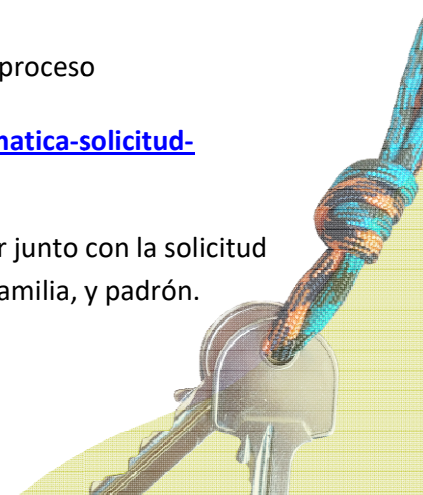 proceso
natica-solicitud-
r junto con la solicitud
amilia, y padrón.